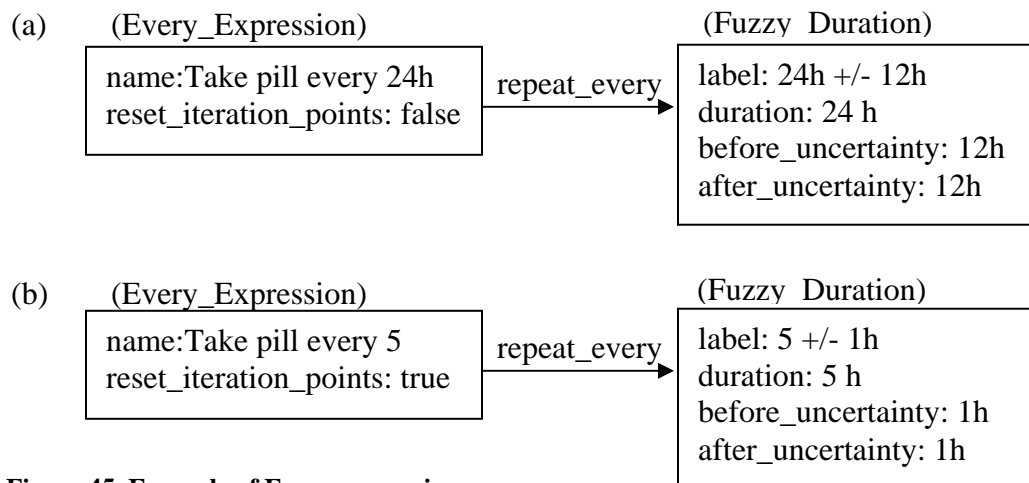 (a) (Every_Expression) (Fuzzy Duration)
name:Take pill every 24h
reset_iteration_points: false
repeat_every
label: 24h +/- 12h
duration: 24 h
before_uncertainty: 12h
after_uncertainty: 12h
(b) (Every_Expression) (Fuzzy Duration)
name:Take pill every 5
reset_iteration_points: true
repeat_every
label: 5 +/- 1h
duration: 5 h
before_uncertainty: 1h
after_uncertainty: 1h